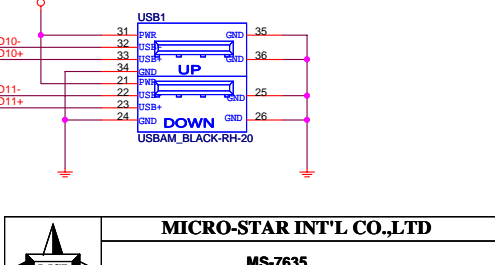 USB1
31 PWR GND 35
D10- 32 USB-
D10+ 33 USB+ GND 36
34 GND UP
21 PWR
D11- 22 USB- GND 25
D11+ 23 USB+
24 GND DOWN GND 26
USBAM_BLACK-RH-20
MICRO-STAR INT'L CO.,LTD
MS-7635